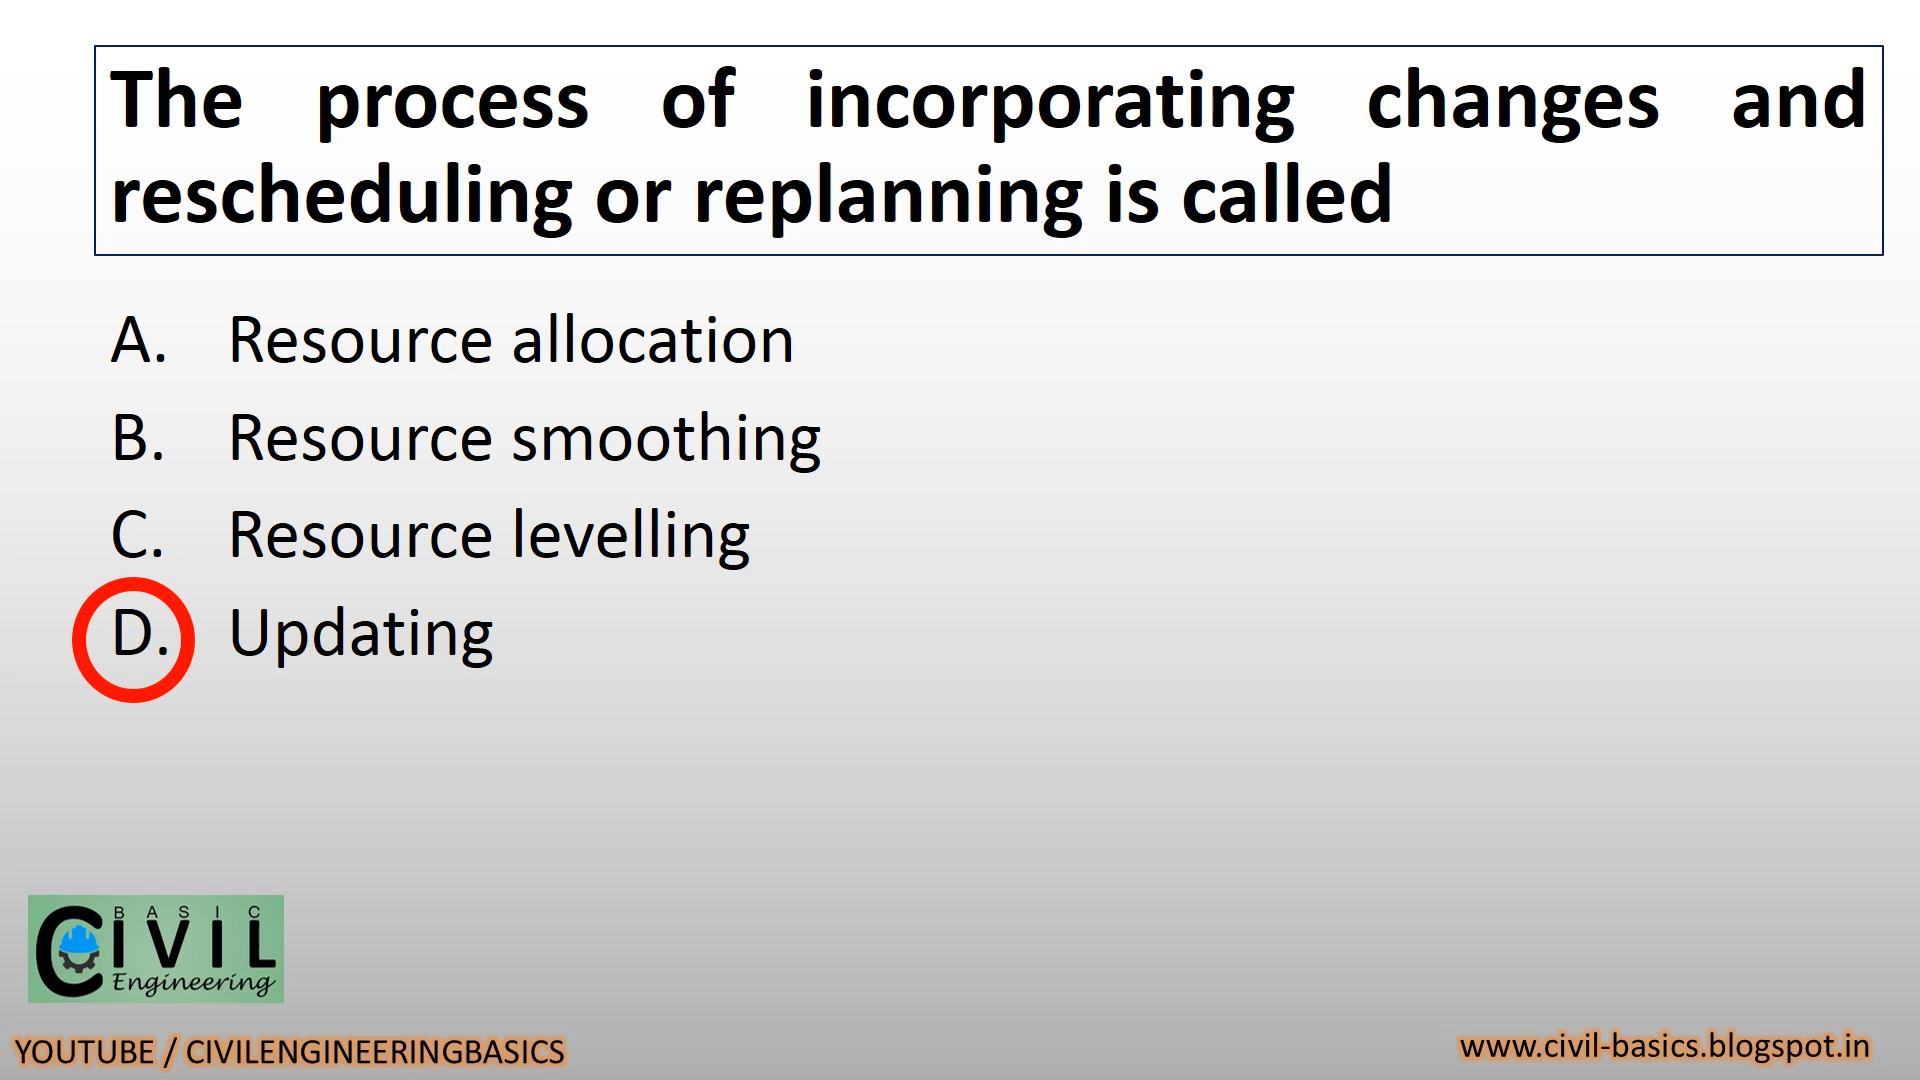 The process of incorporating changes and
rescheduling or replanning is called
A. Resource allocation
B. Resource smoothing
C. Resource levelling
D. Updating
BASIC
CIVIL
Engineering
YOUTUBE / CIVILENGINEERINGBASICS
www.civil-basics.blogspot.in